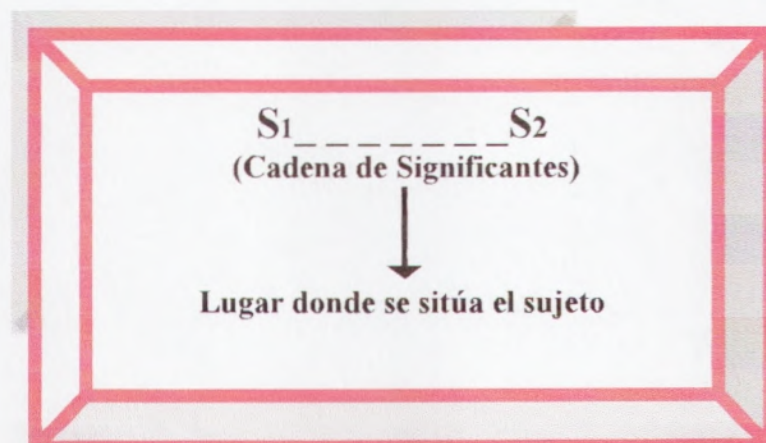 S1_ _ _ _ _ _ _S2
(Cadena de Significantes)
Lugar donde se sitúa el sujeto